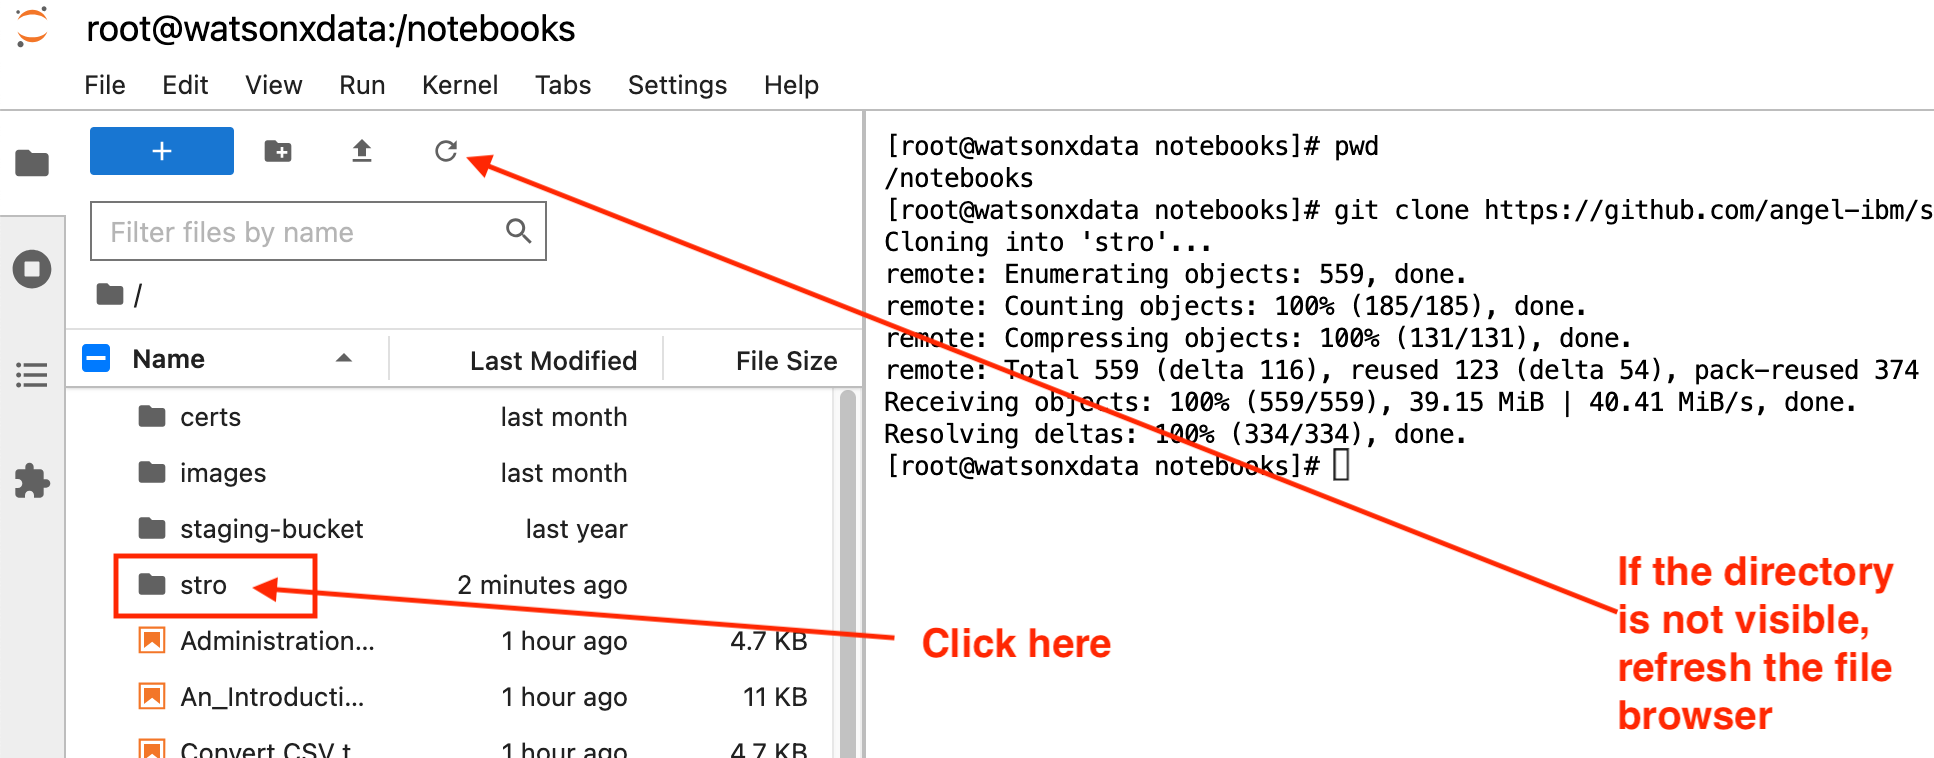 root@watsonxdata:/notebooks
File Edit View Run Kernel Tabs Settings Help
+
Filter files by name
/
Name Last Modified File Size
certs last month
images last month
staging-bucket last year
stro 2 minutes ago
Administration... 1 hour ago 4.7 KB
An_Introducti... 1 hour ago 11 KB
Convert CSV t 1 hour ago 4.7 KB
[root@watsonxdata notebooks]# pwd
/notebooks
[root@watsonxdata notebooks]# git clone https://github.com/angel-ibm/s
Cloning into 'stro'...
remote: Enumerating objects: 559, done.
remote: Counting objects: 100% (185/185), done.
remote: Compressing objects: 100% (131/131), done.
remote: Total 559 (delta 116), reused 123 (delta 54), pack-reused 374
Receiving objects: 100% (559/559), 39.15 MiB | 40.41 MiB/s, done.
Resolving deltas: 100% (334/334), done.
[root@watsonxdata notebooks]#
Click here
If the directory
is not visible,
refresh the file
browser